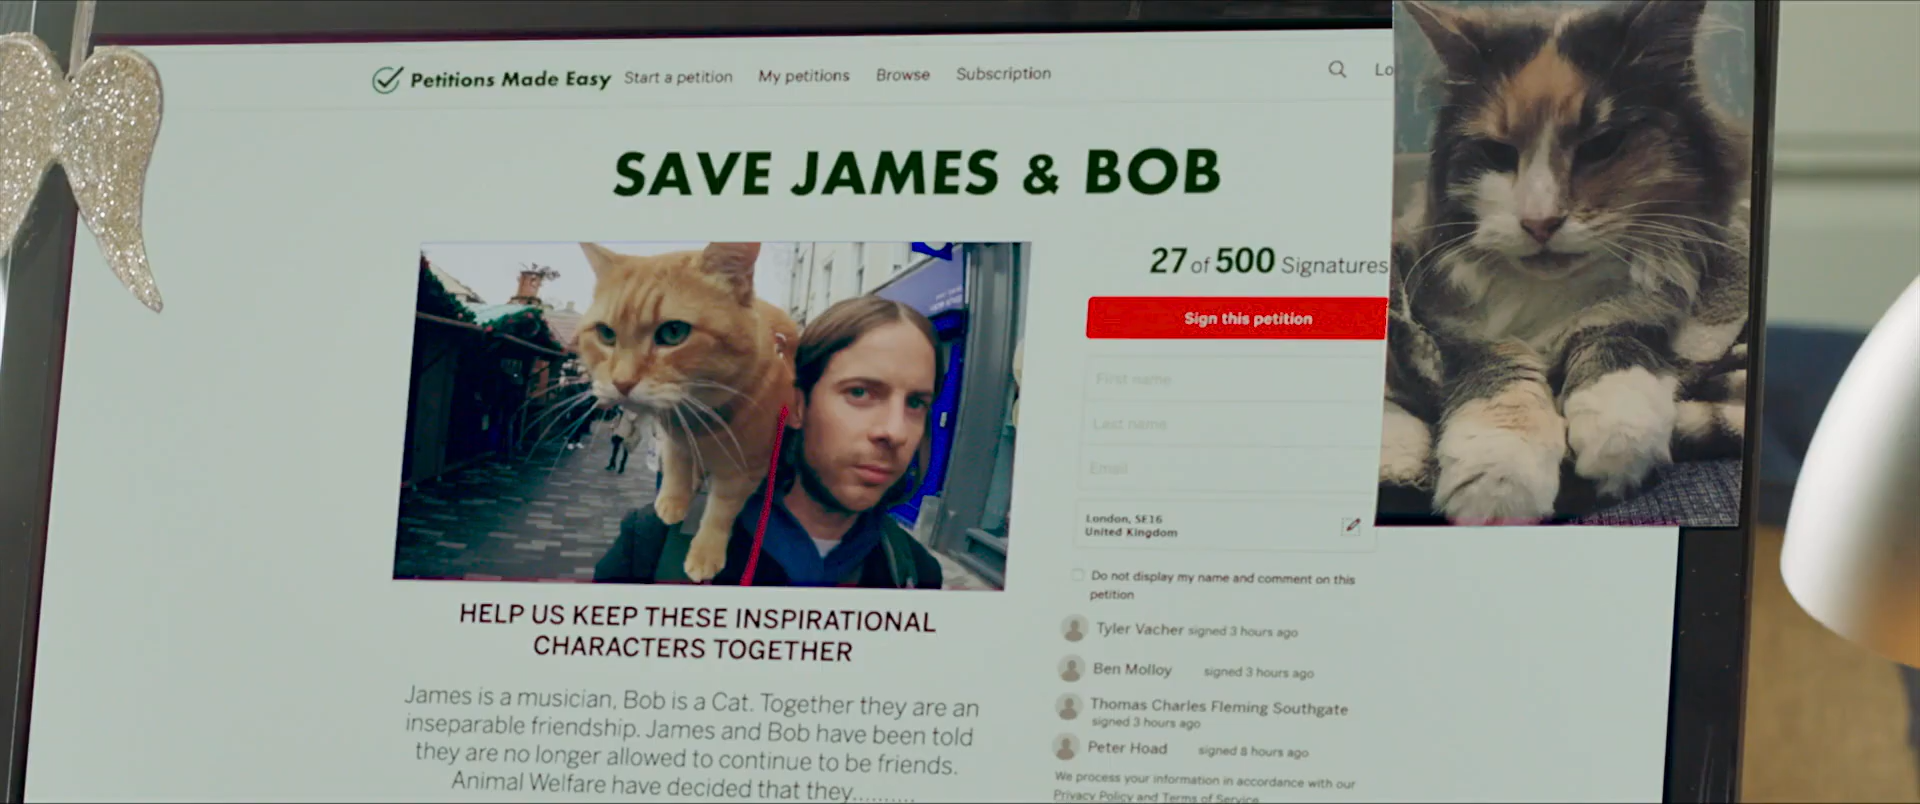 Petitions Made Easy Start a petition My petitions Browse Subscription Lo
SAVE JAMES & BOB
27 of 500 Signatures
Sign this petition
First name
Last name
Email
London, SE16
United Kingdom
Do not display my name and comment on this
petition
Tyler Vacher signed 3 hours ago
Ben Molloy signed 3 hours ago
Thomas Charles Fleming Southgate
signed 3 hours ago
Peter Hoad signed 8 hours ago
We process your information in accordance with our
Privacy Policy and Terms of Service
HELP US KEEP THESE INSPIRATIONAL
CHARACTERS TOGETHER
James is a musician, Bob is a Cat. Together they are an
inseparable friendship. James and Bob have been told
they are no longer allowed to continue to be friends.
Animal Welfare have decided that they..........